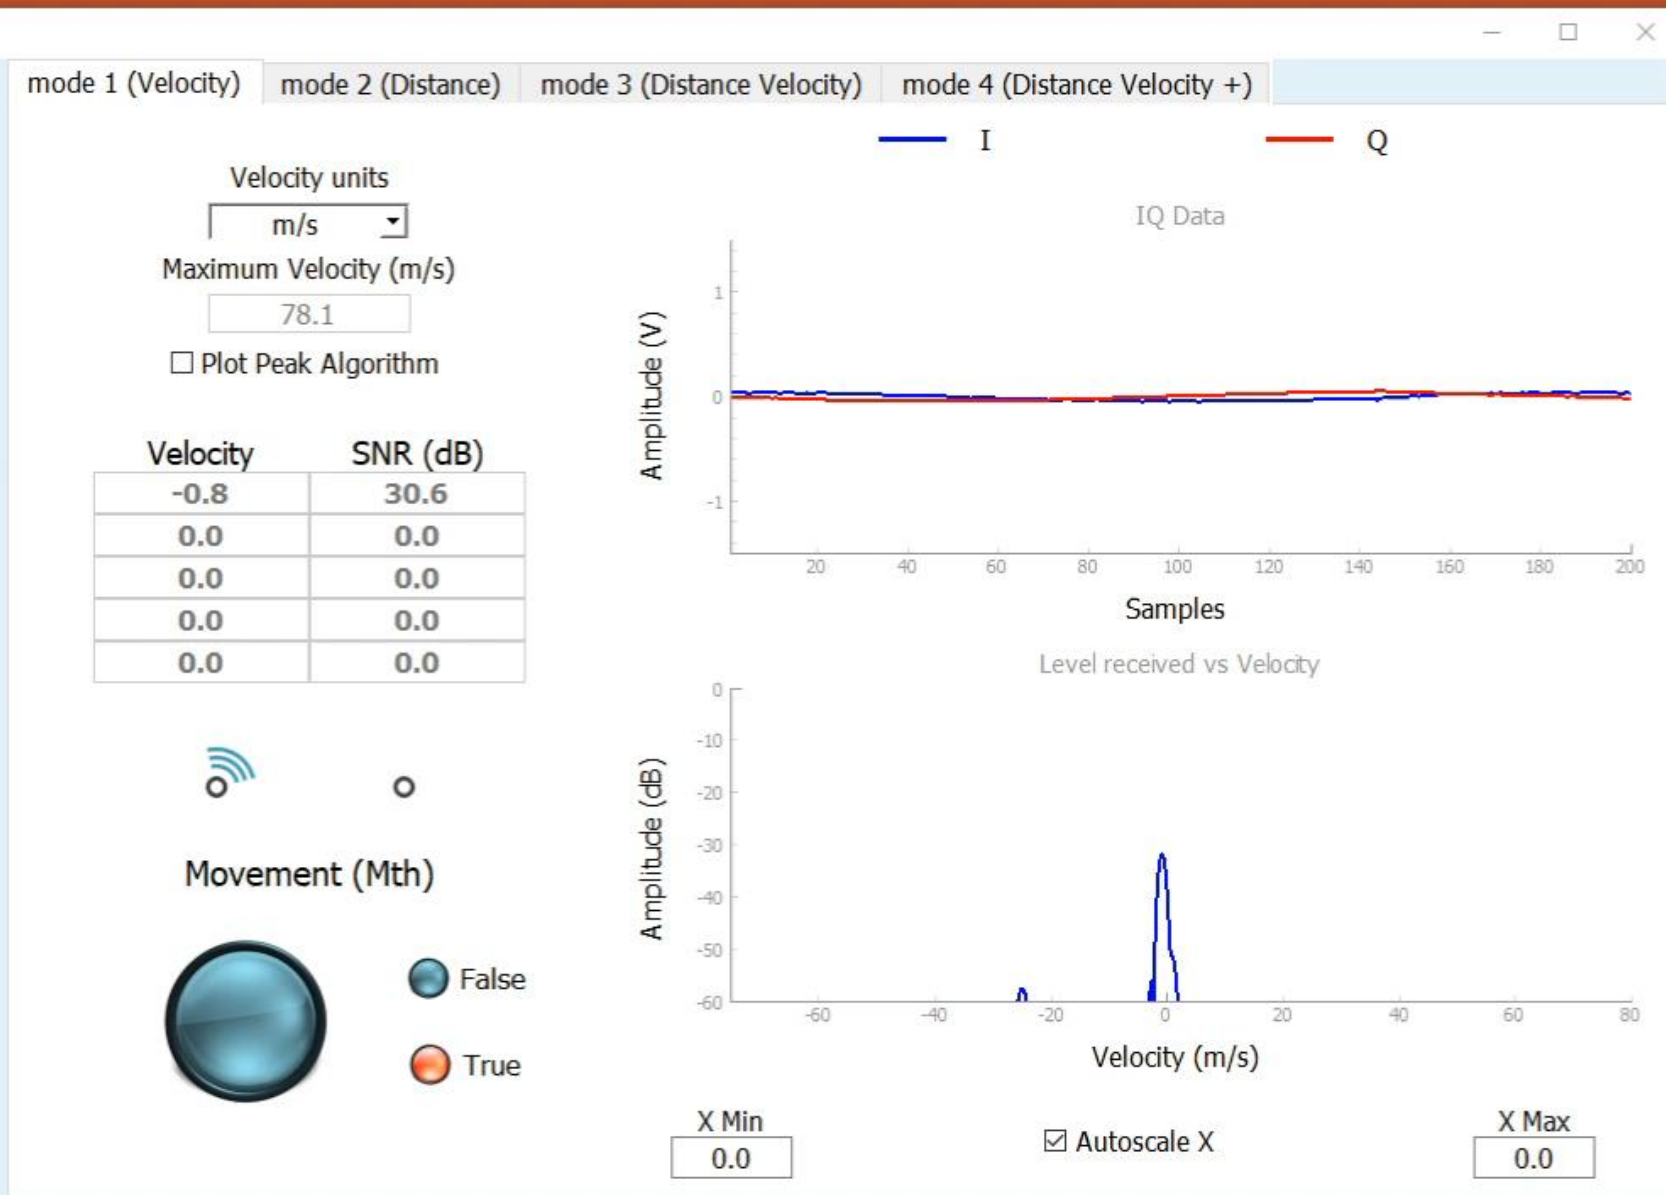 mode 1 (Velocity) mode 2 (Distance) mode 3 (Distance Velocity) mode 4 (Distance Velocity +)
I Q
Velocity units
m/s
Maximum Velocity (m/s)
78.1
Plot Peak Algorithm
Velocity SNR (dB)
-0.8 30.6
0.0 0.0
0.0 0.0
0.0 0.0
0.0 0.0
Movement (Mth)
False
True
IQ Data
Amplitude (V)
1
0
-1
20 40 60 80 100 120 140 160 180 200
Samples
Level received vs Velocity
Amplitude (dB)
0
-10
-20
-30
-40
-50
-60
-60 -40 -20 0 20 40 60 80
Velocity (m/s)
X Min
0.0
Autoscale X
X Max
0.0